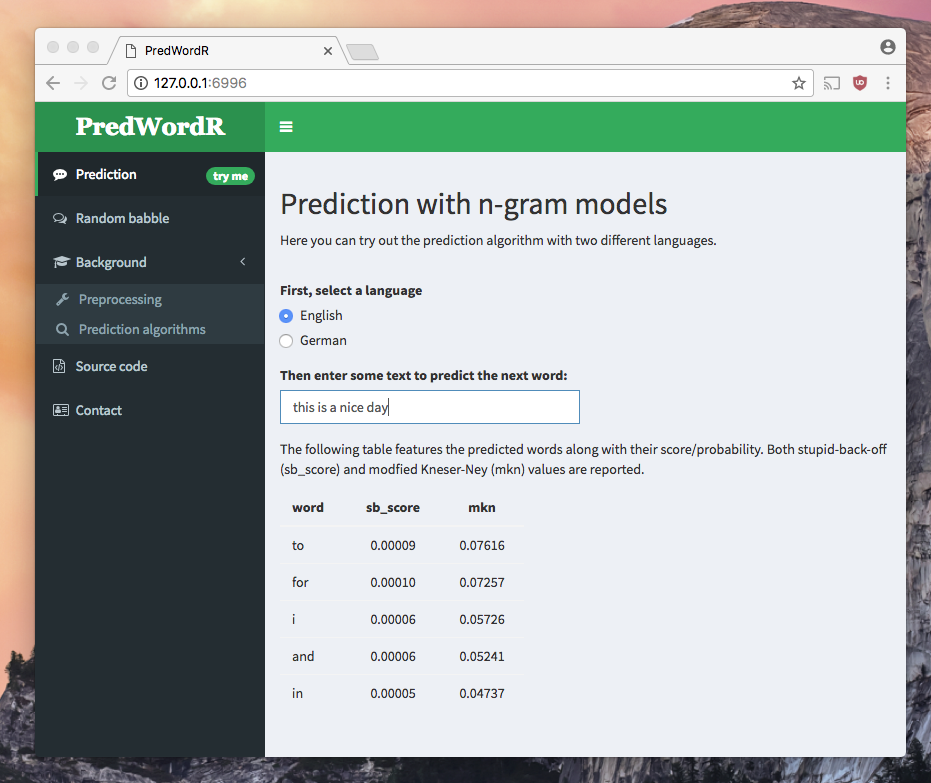 PredWordR
127.0.0.1:6996
PredWordR
Prediction
try me
Random babble
Background
Preprocessing
Prediction algorithms
Source code
Contact
Prediction with n-gram models
Here you can try out the prediction algorithm with two different languages.
First, select a language
English
German
Then enter some text to predict the next word:
this is a nice day
The following table features the predicted words along with their score/probability. Both stupid-back-off
(sb_score) and modfied Kneser-Ney (mkn) values are reported.
word sb_score mkn
to 0.00009 0.07616
for 0.00010 0.07257
i 0.00006 0.05726
and 0.00006 0.05241
in 0.00005 0.04737